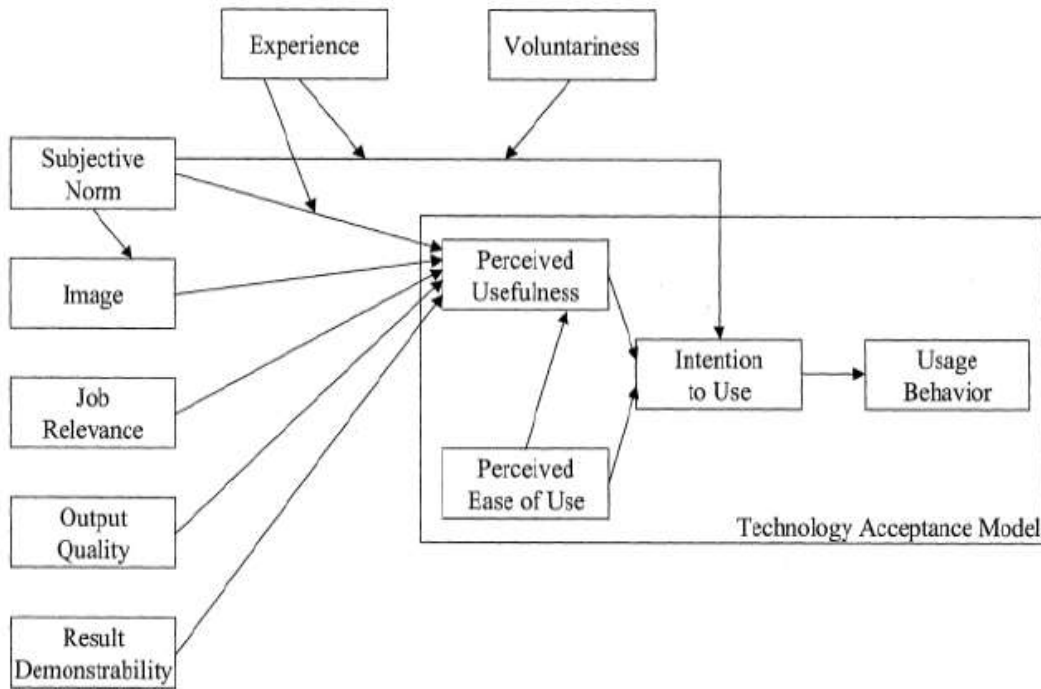 Experience
Voluntariness
Subjective
Norm
Image
Job
Relevance
Output
Quality
Result
Demonstrability
Perceived
Usefulness
Perceived
Ease of Use
Intention
to Use
Usage
Behavior
Technology Acceptance Model